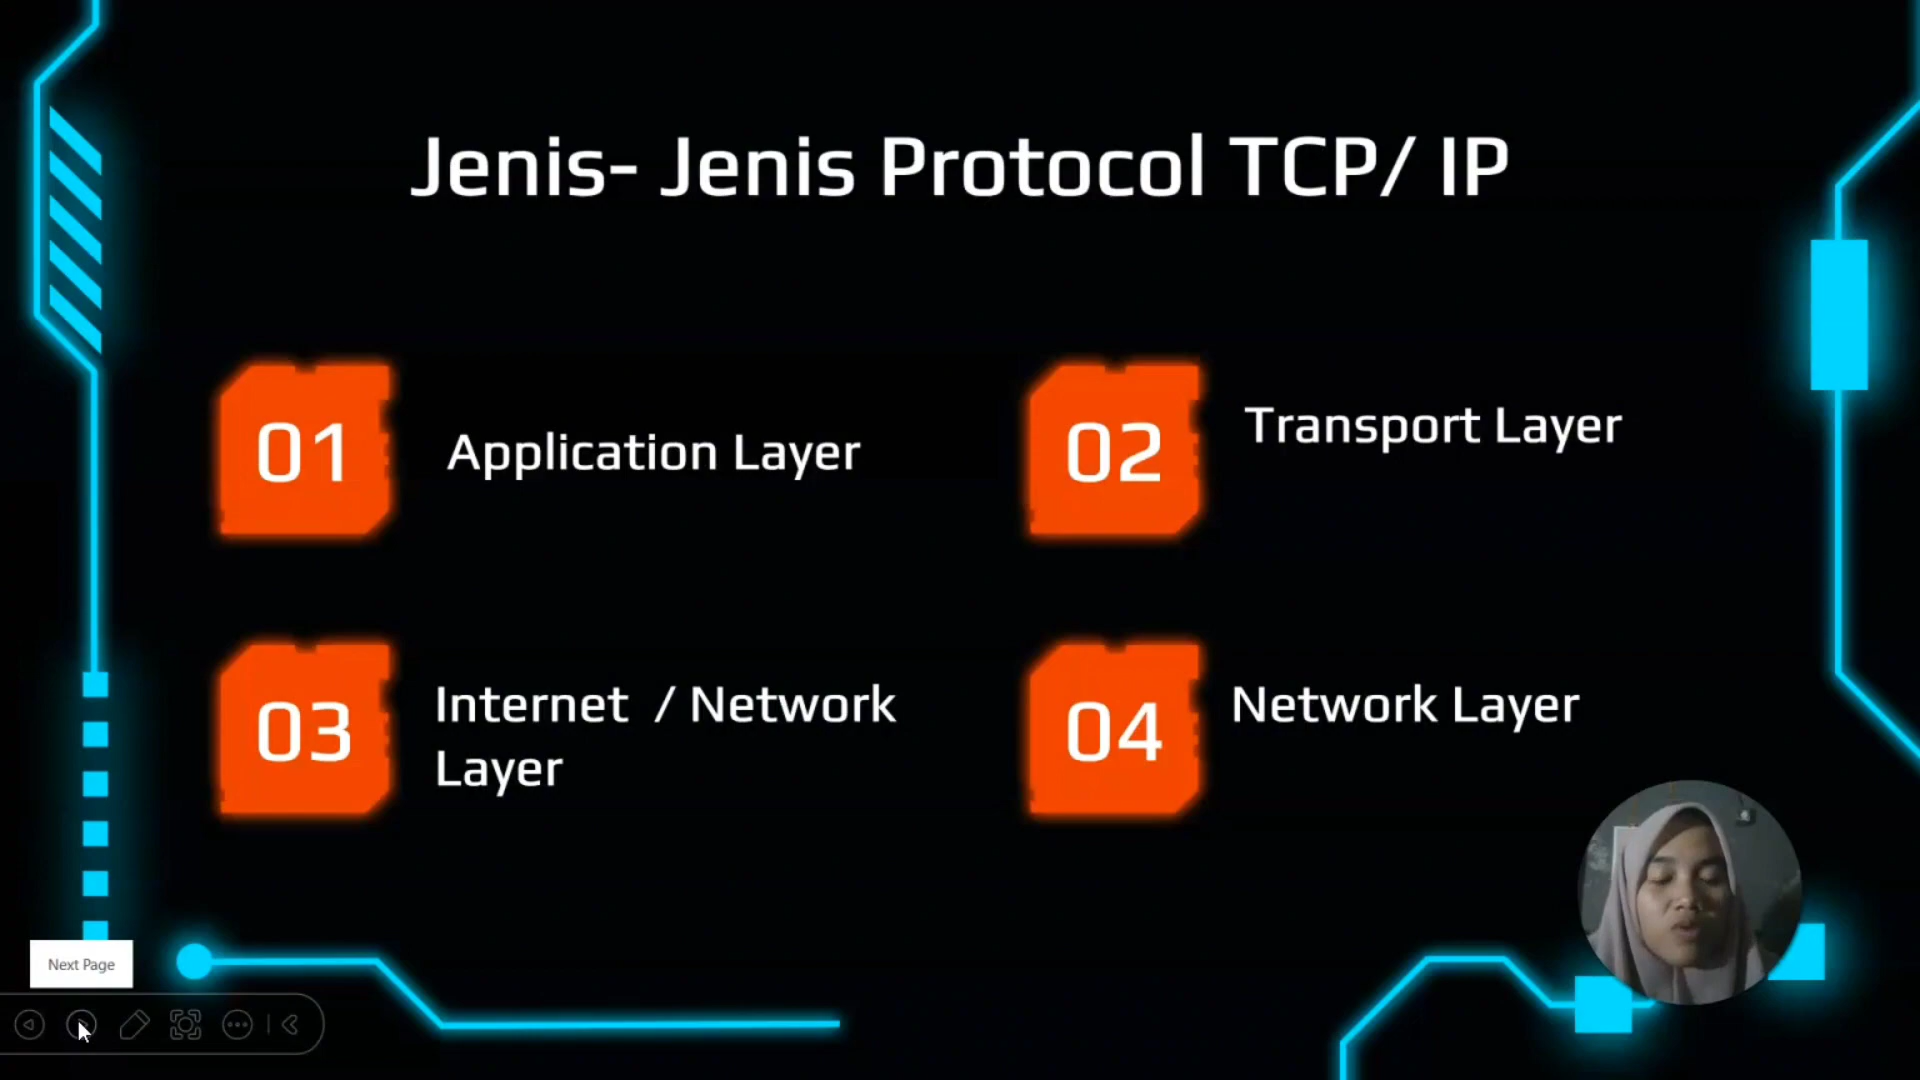 Jenis- Jenis Protocol TCP/ IP
01
Application Layer
02
Transport Layer
03
Internet / Network
Layer
04
Network Layer
Next Page